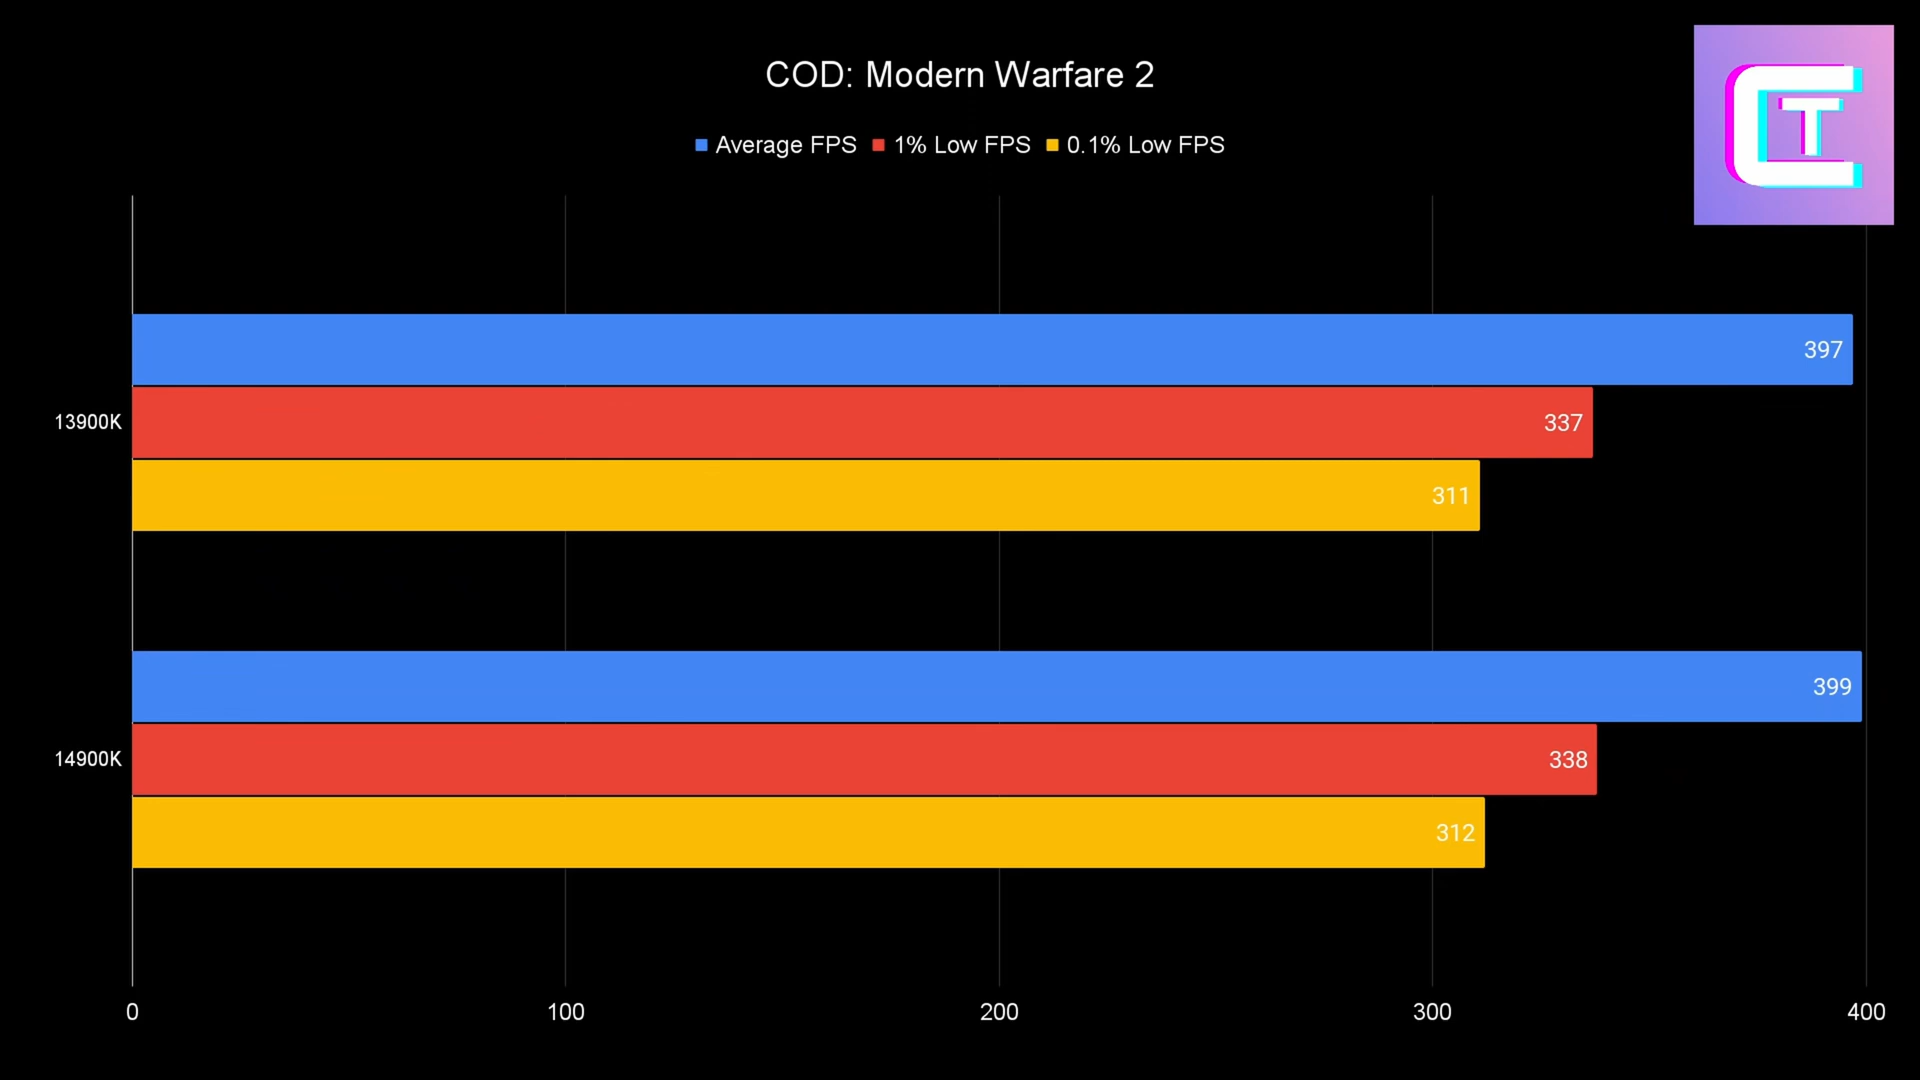 COD: Modern Warfare 2
Average FPS 1% Low FPS 0.1% Low FPS
CT
397
13900K 337
311
399
14900K 338
312
0 100 200 300 400